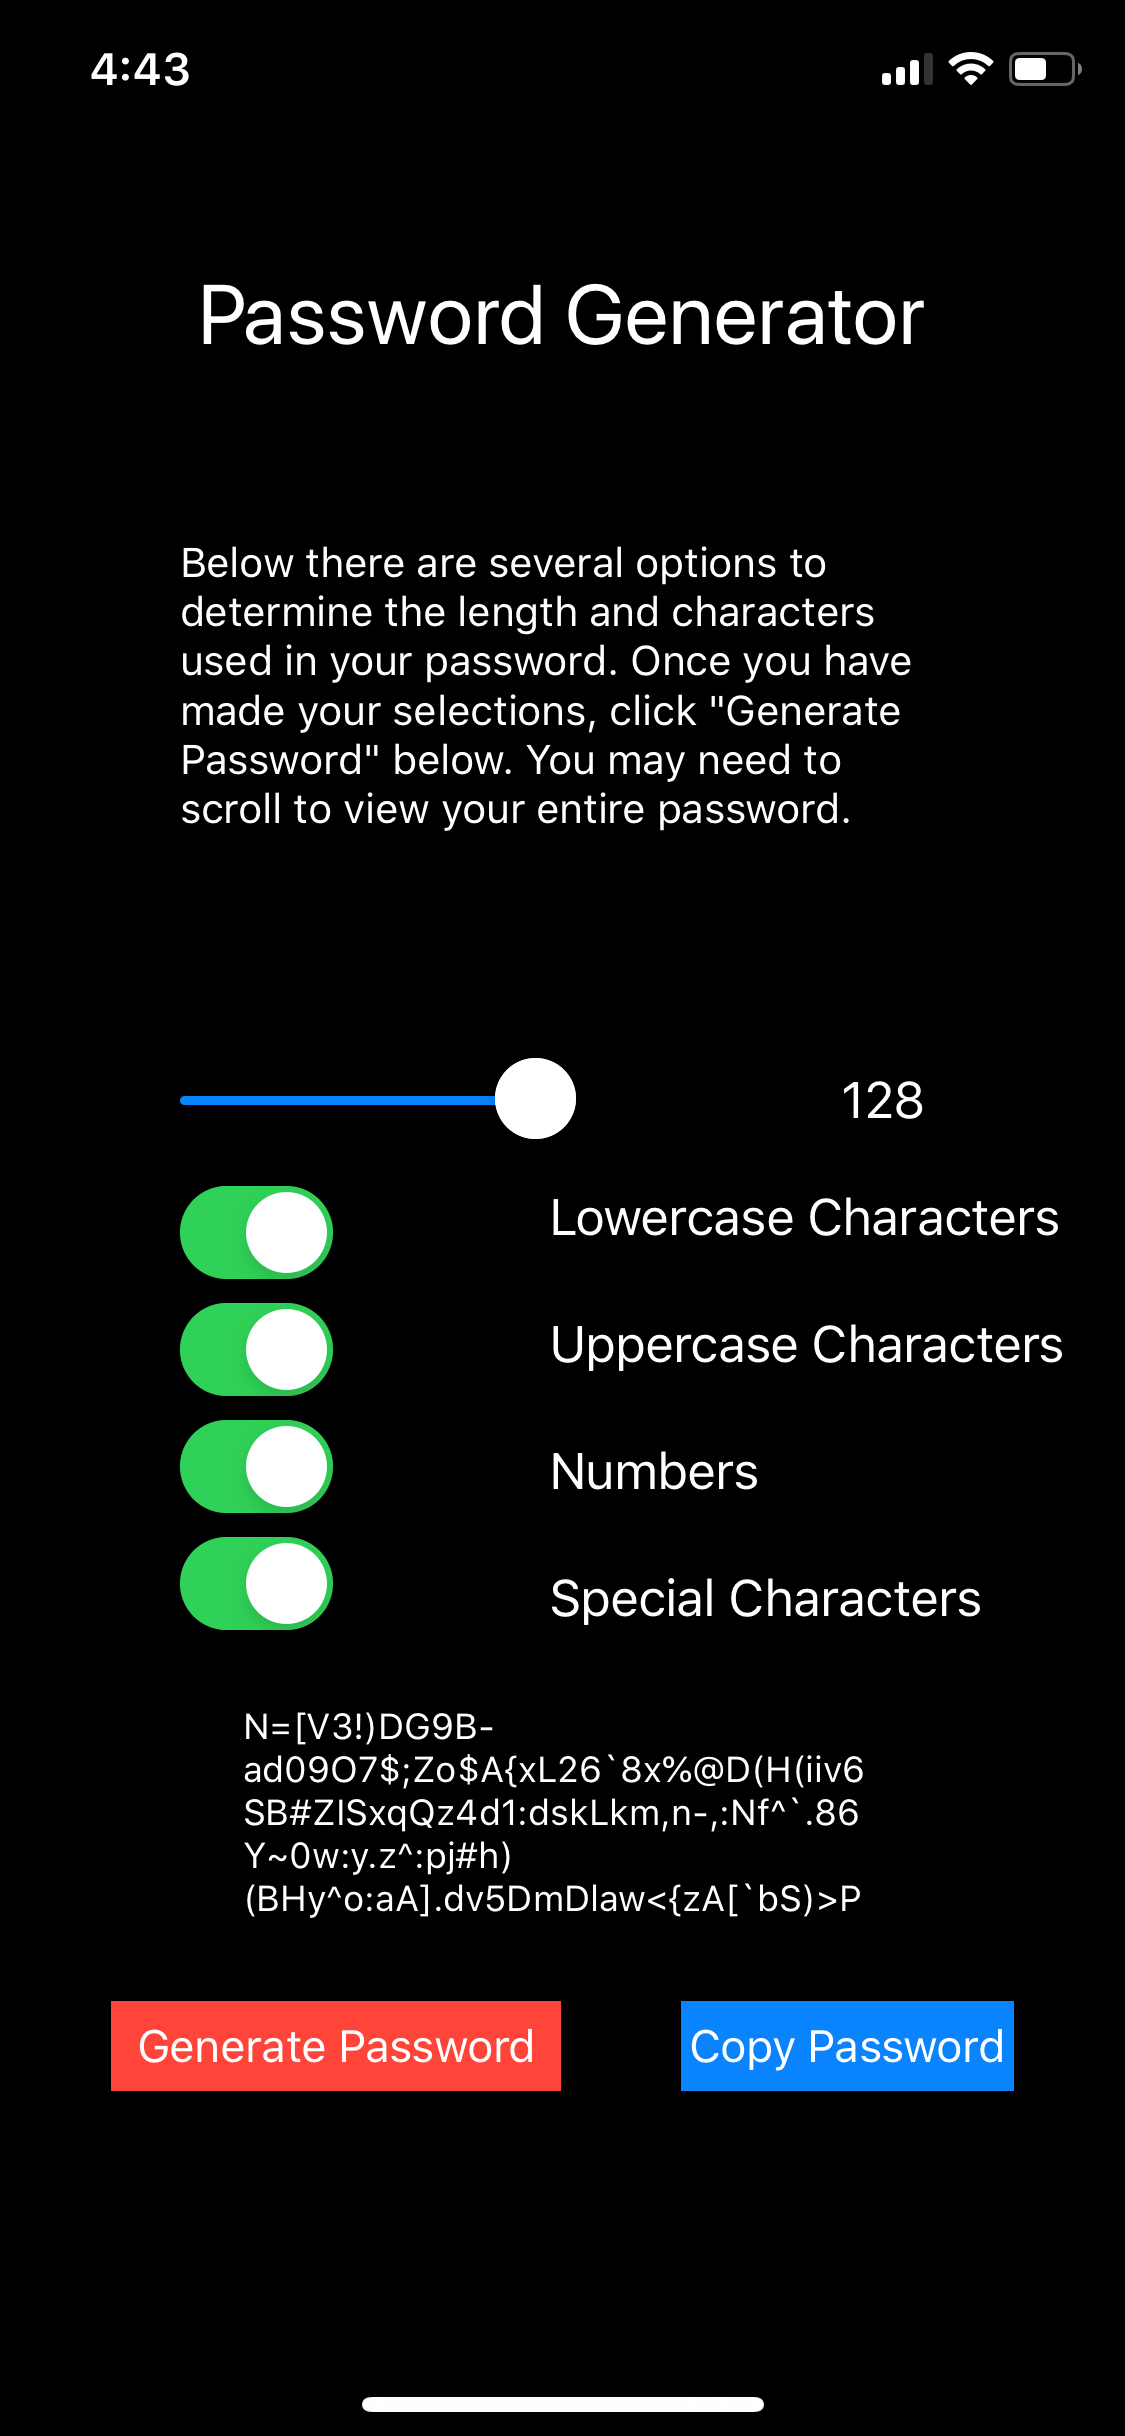 4:43
Password Generator
Below there are several options to
determine the length and characters
used in your password. Once you have
made your selections, click "Generate
Password" below. You may need to
scroll to view your entire password.
128
Lowercase Characters
Uppercase Characters
Numbers
Special Characters
N=[V3!)DG9B-
ad09O7$;Zo$A{xL26`8x%@D(H(iiv6
SB#ZISxqQz4d1:dskLkm,n-,:Nf^`.86
Y~0w:y.z^:pj#h)
(BHy^o:aA].dv5DmDlaw<{zA[`bS)>P
Generate Password
Copy Password